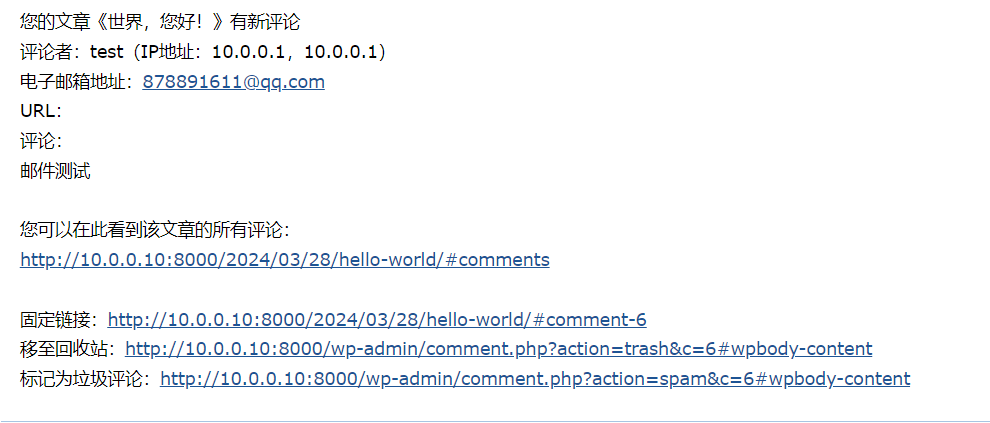 您的文章《世界，您好！》有新评论
评论者：test（IP地址：10.0.0.1，10.0.0.1）
电子邮箱地址：878891611@qq.com
URL：
评论：
邮件测试
您可以在此看到该文章的所有评论：
http://10.0.0.10:8000/2024/03/28/hello-world/#comments
固定链接：http://10.0.0.10:8000/2024/03/28/hello-world/#comment-6
移至回收站：http://10.0.0.10:8000/wp-admin/comment.php?action=trash&c=6#wpbody-content
标记为垃圾评论：http://10.0.0.10:8000/wp-admin/comment.php?action=spam&c=6#wpbody-content